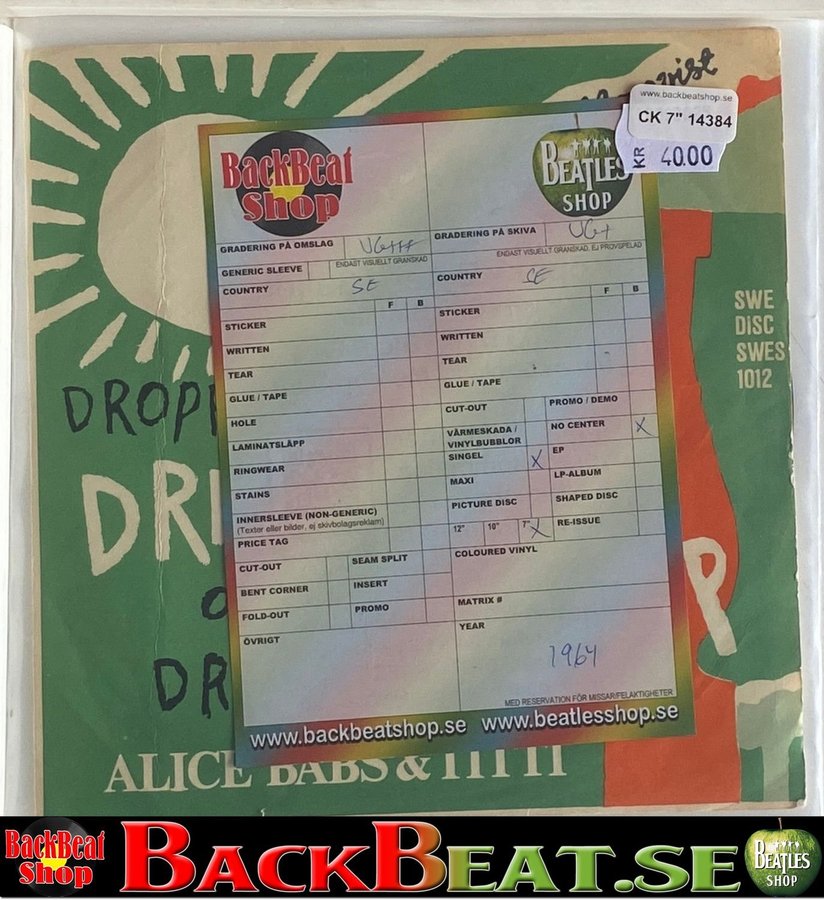 www.backbeatshop.se
CK 7" 14384
KR 40.00
SWE
DISC
SWES
1012
DROPP
DRI
P
DR
ALICE BABS & TITTI
BackBeat
Shop
BEATLES
SHOP
GRADERING PÅ OMSLAG VG+++
ENDAST VISUELLT GRANSKAD
GENERIC SLEEVE
COUNTRY SE
F B
STICKER
WRITTEN
TEAR
GLUE / TAPE
HOLE
LAMINATSLÄPP
RINGWEAR
STAINS
INNERSLEEVE (NON-GENERIC)
(Texter eller bilder, ej skivbolagsreklam)
PRICE TAG
CUT-OUT SEAM SPLIT
BENT CORNER INSERT
FOLD-OUT PROMO
ÖVRIGT
GRADERING PÅ SKIVA VG+
ENDAST VISUELLT GRANSKAD, EJ PROVSPELAD
COUNTRY SE
F B
STICKER
WRITTEN
TEAR
GLUE / TAPE
CUT-OUT PROMO / DEMO
VÄRMESKADA /
VINYLBUBBLOR NO CENTER X
SINGEL X EP
MAXI LP-ALBUM
PICTURE DISC SHAPED DISC
12" 10" 7" X RE-ISSUE
COLOURED VINYL
MATRIX #
YEAR
1964
MED RESERVATION FÖR MISSAR/FELAKTIGHETER
www.backbeatshop.se www.beatlesshop.se
BackBeat
Shop
BACKBEAT.SE
BEATLES
SHOP